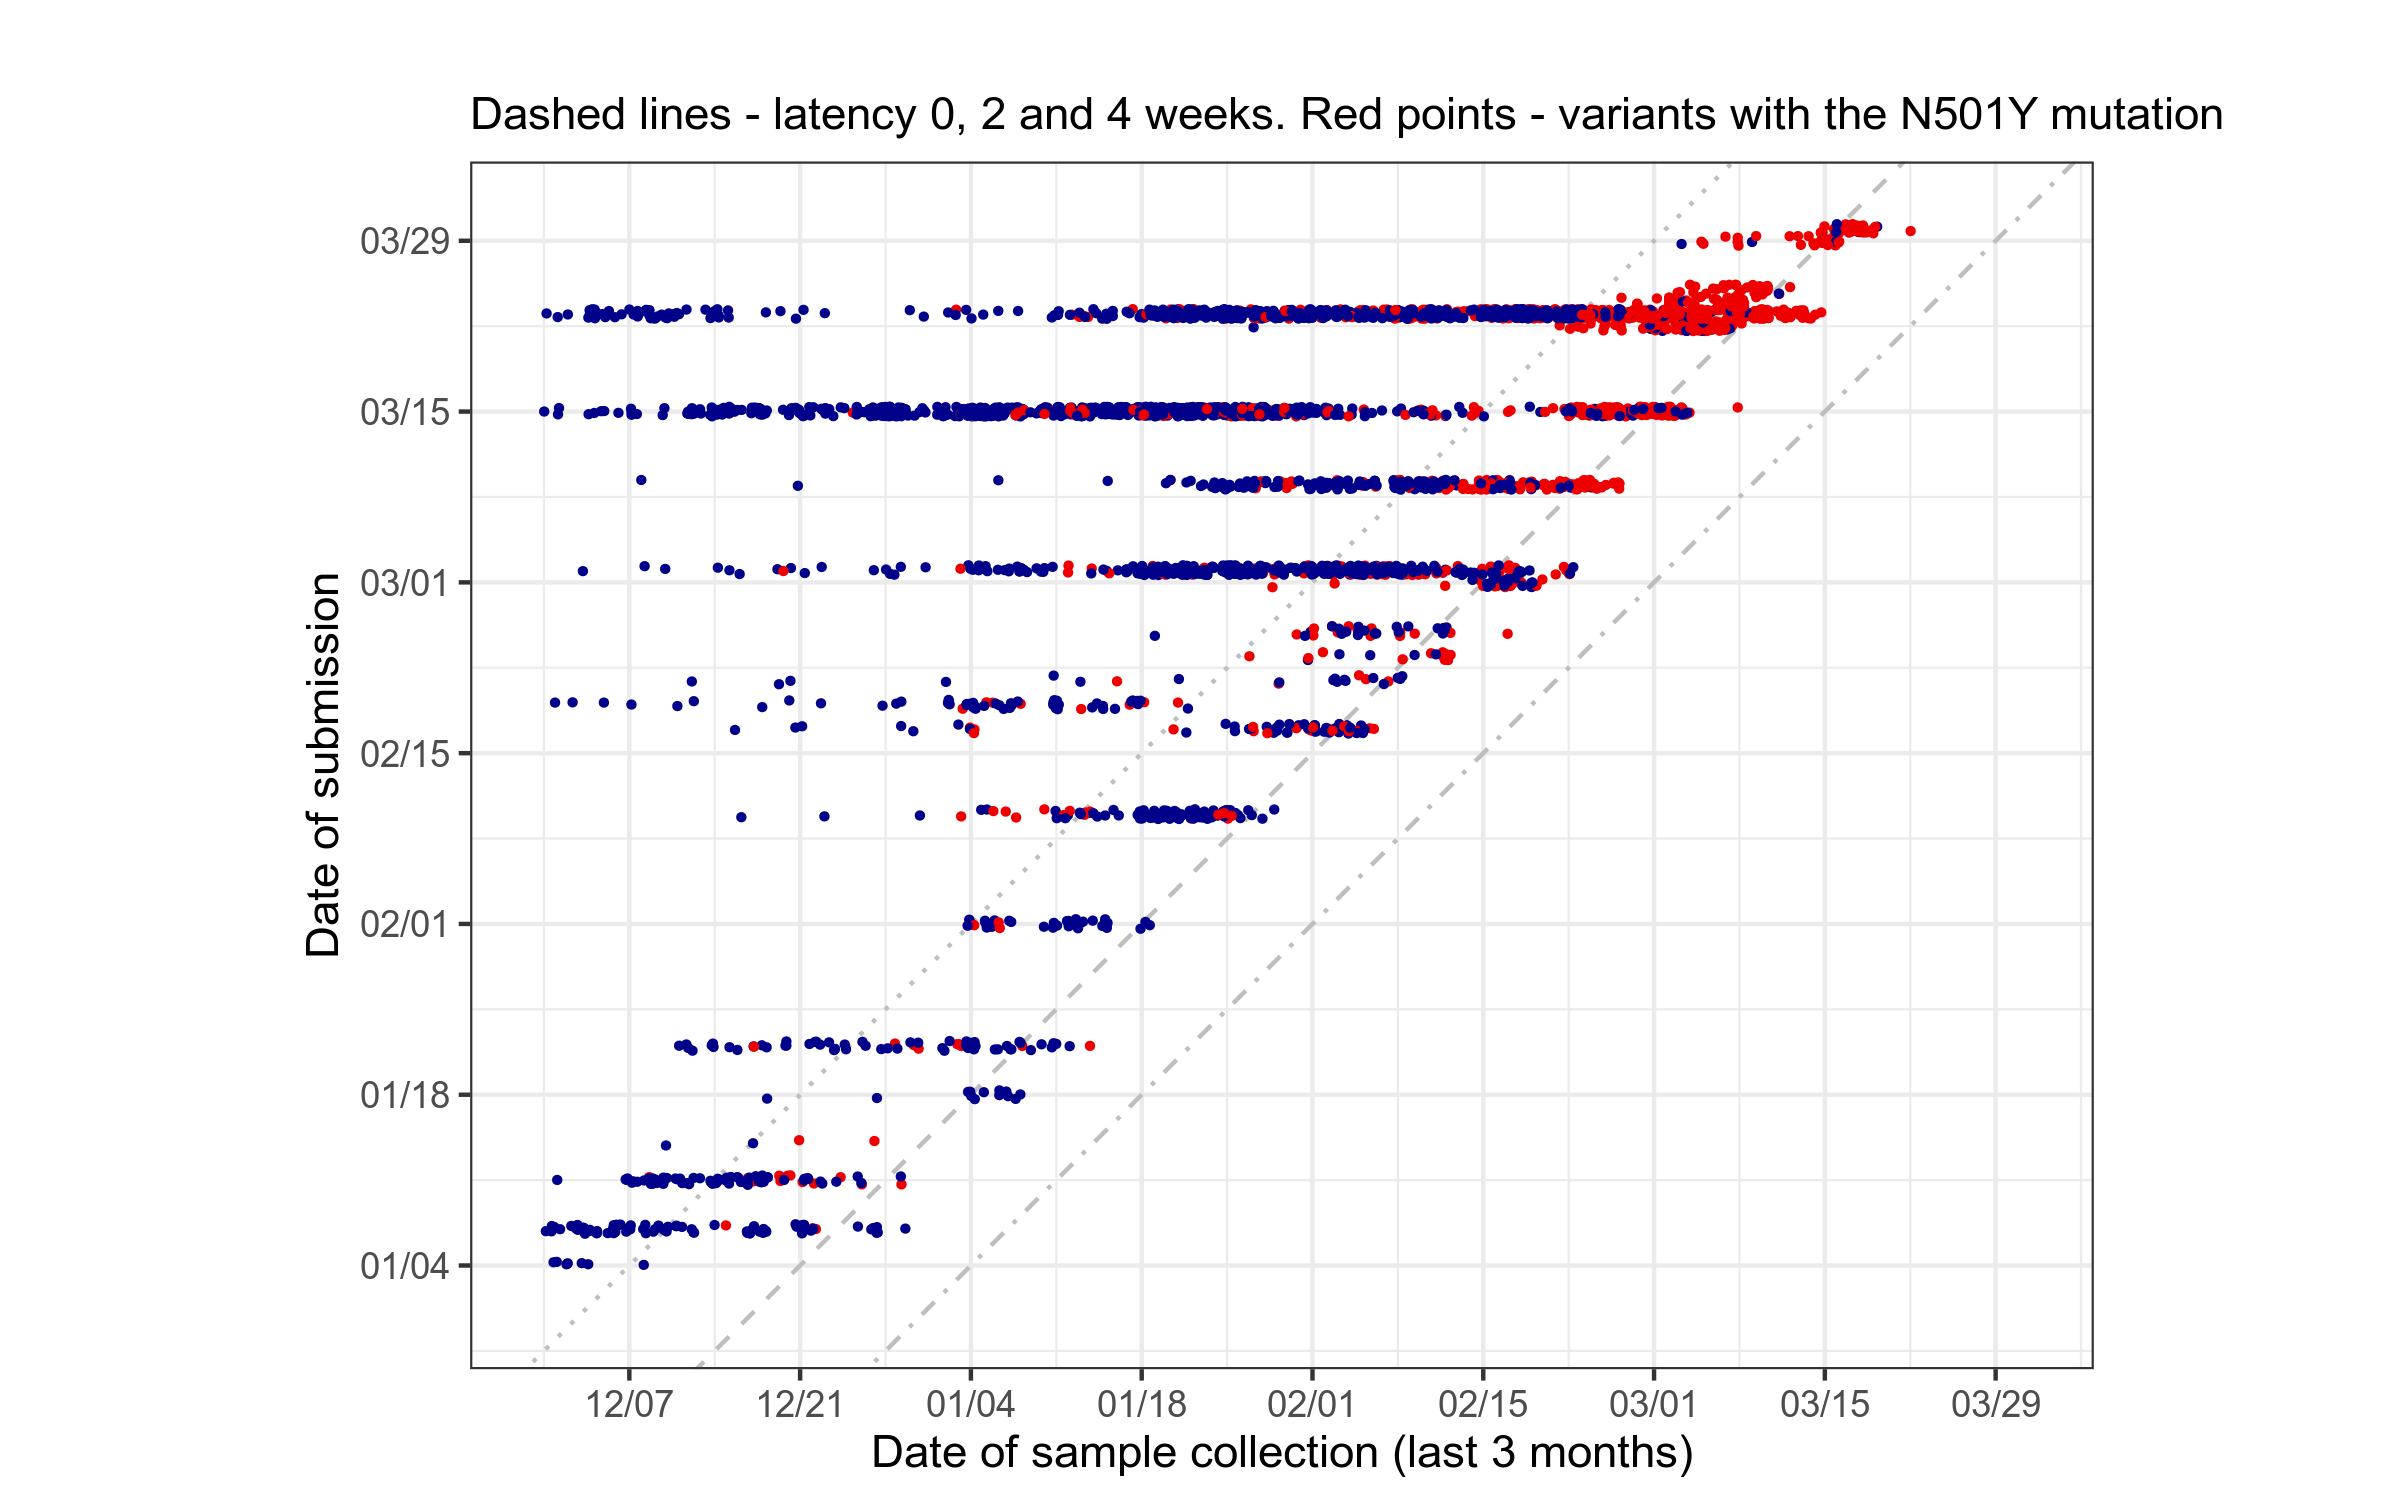 Dashed lines - latency 0, 2 and 4 weeks. Red points - variants with the N501Y mutation
03/29
03/15
03/01
02/15
02/01
01/18
01/04
Date of submission
12/07 12/21 01/04 01/18 02/01 02/15 03/01 03/15 03/29
Date of sample collection (last 3 months)